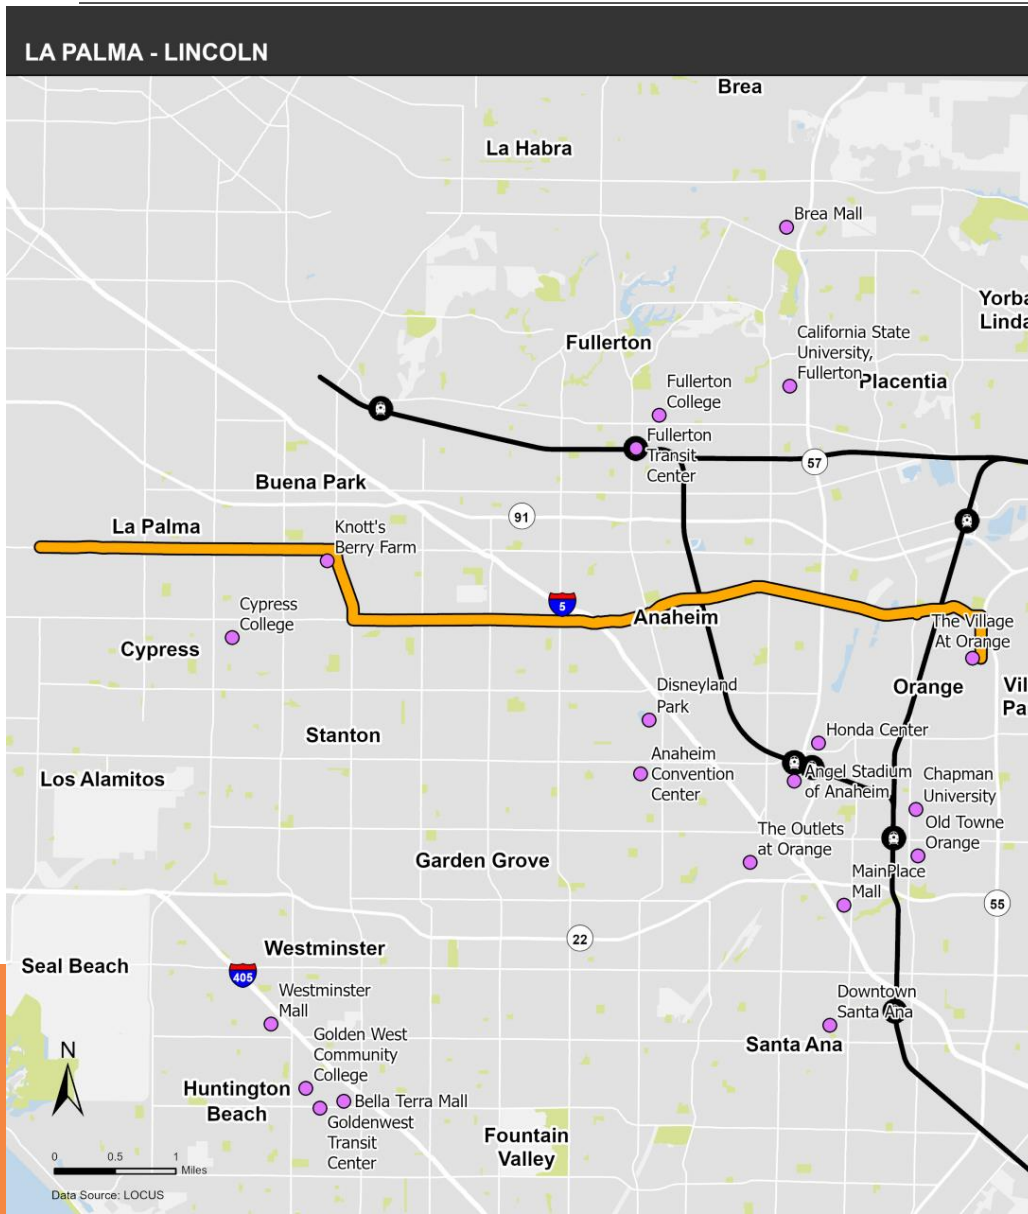 LA PALMA - LINCOLN
Brea
La Habra
Brea Mall
Yorba
Linda
California State
University,
Fullerton
Fullerton
Placentia
Fullerton
College
Fullerton
Transit
Center
57
Buena Park
91
La Palma
Knott's
Berry Farm
5
Cypress
College
Anaheim
The Village
At Orange
Cypress
Disneyland
Park
Orange
Vil
Pa
Stanton
Honda Center
Los Alamitos
Anaheim
Convention
Center
Angel Stadium
of Anaheim
Chapman
University
Old Towne
Orange
The Outlets
at Orange
Garden Grove
MainPlace
Mall
55
22
Westminster
Seal Beach
405
Westminster
Mall
Downtown
Santa Ana
Golden West
Community
College
Santa Ana
N
Huntington
Beach
Bella Terra Mall
Goldenwest
Transit
Center
Fountain
Valley
0 0.5 1
Miles
Data Source: LOCUS